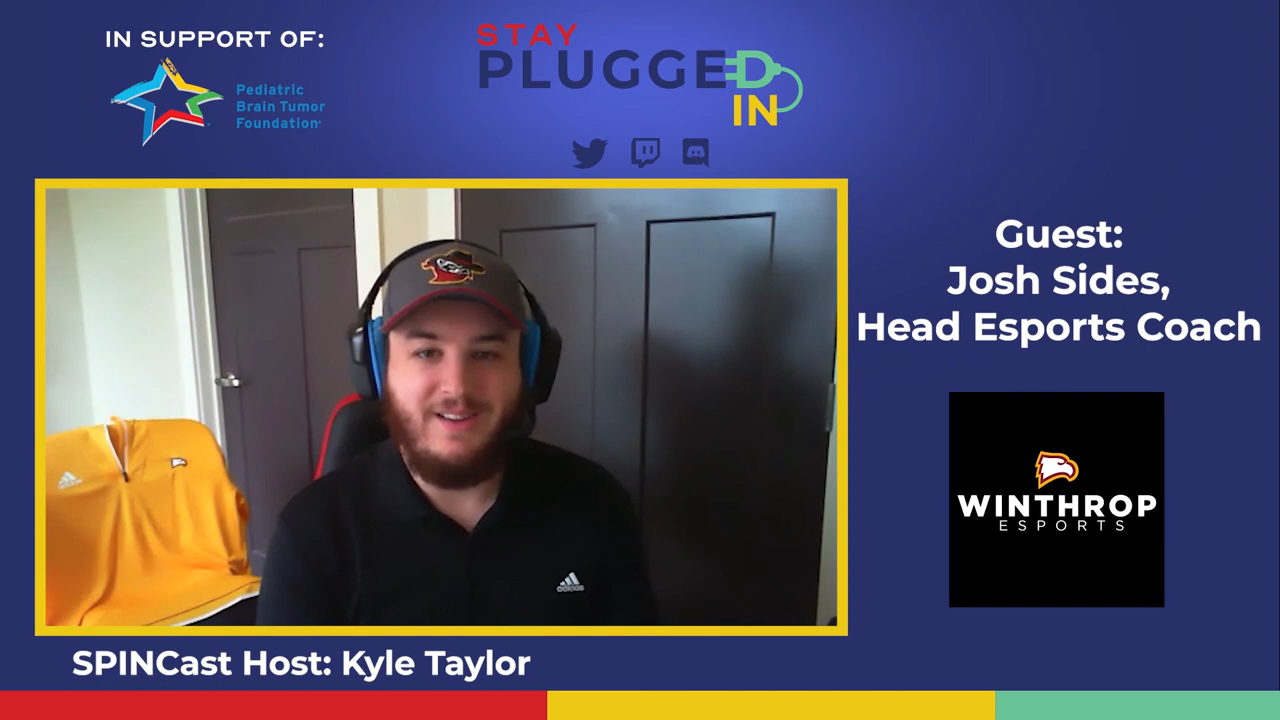 IN SUPPORT OF:
Pediatric
Brain Tumor
Foundation
STAY
PLUGGED
IN
Guest:
Josh Sides,
Head Esports Coach
adidas
WINTHROP
ESPORTS
SPINCast Host: Kyle Taylor